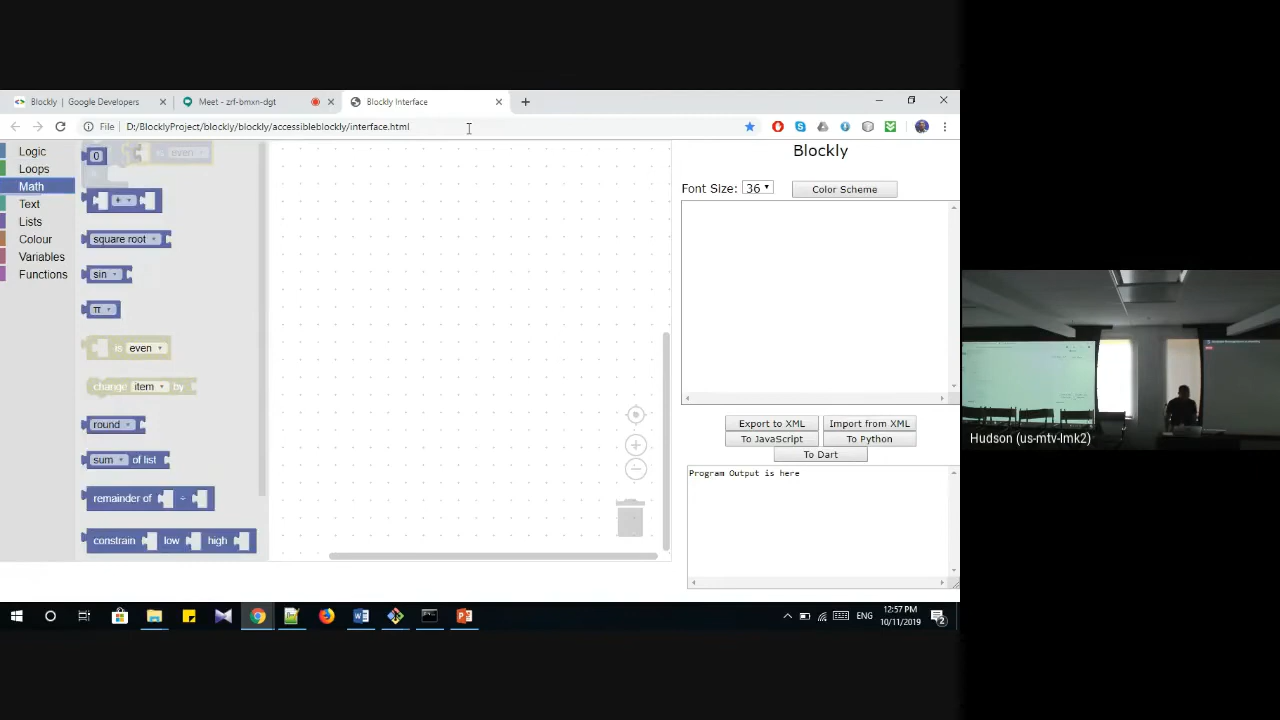 Blockly | Google Developers
Meet - zrf-bmxn-dgt
Blockly Interface
File
D:/BlocklyProject/blockly/blockly/accessibleblockly/interface.html
Logic
Loops
Math
Text
Lists
Colour
Variables
Functions
even
0
+
square root
sin
π
is even
change item by
round
sum of list
remainder of ÷
constrain low high
Blockly
Font Size: 36
Color Scheme
Export to XML
Import from XML
To JavaScript
To Python
To Dart
Program Output is here
Hudson (us-mtv-lmk2)
ENG
12:57 PM
10/11/2019
2